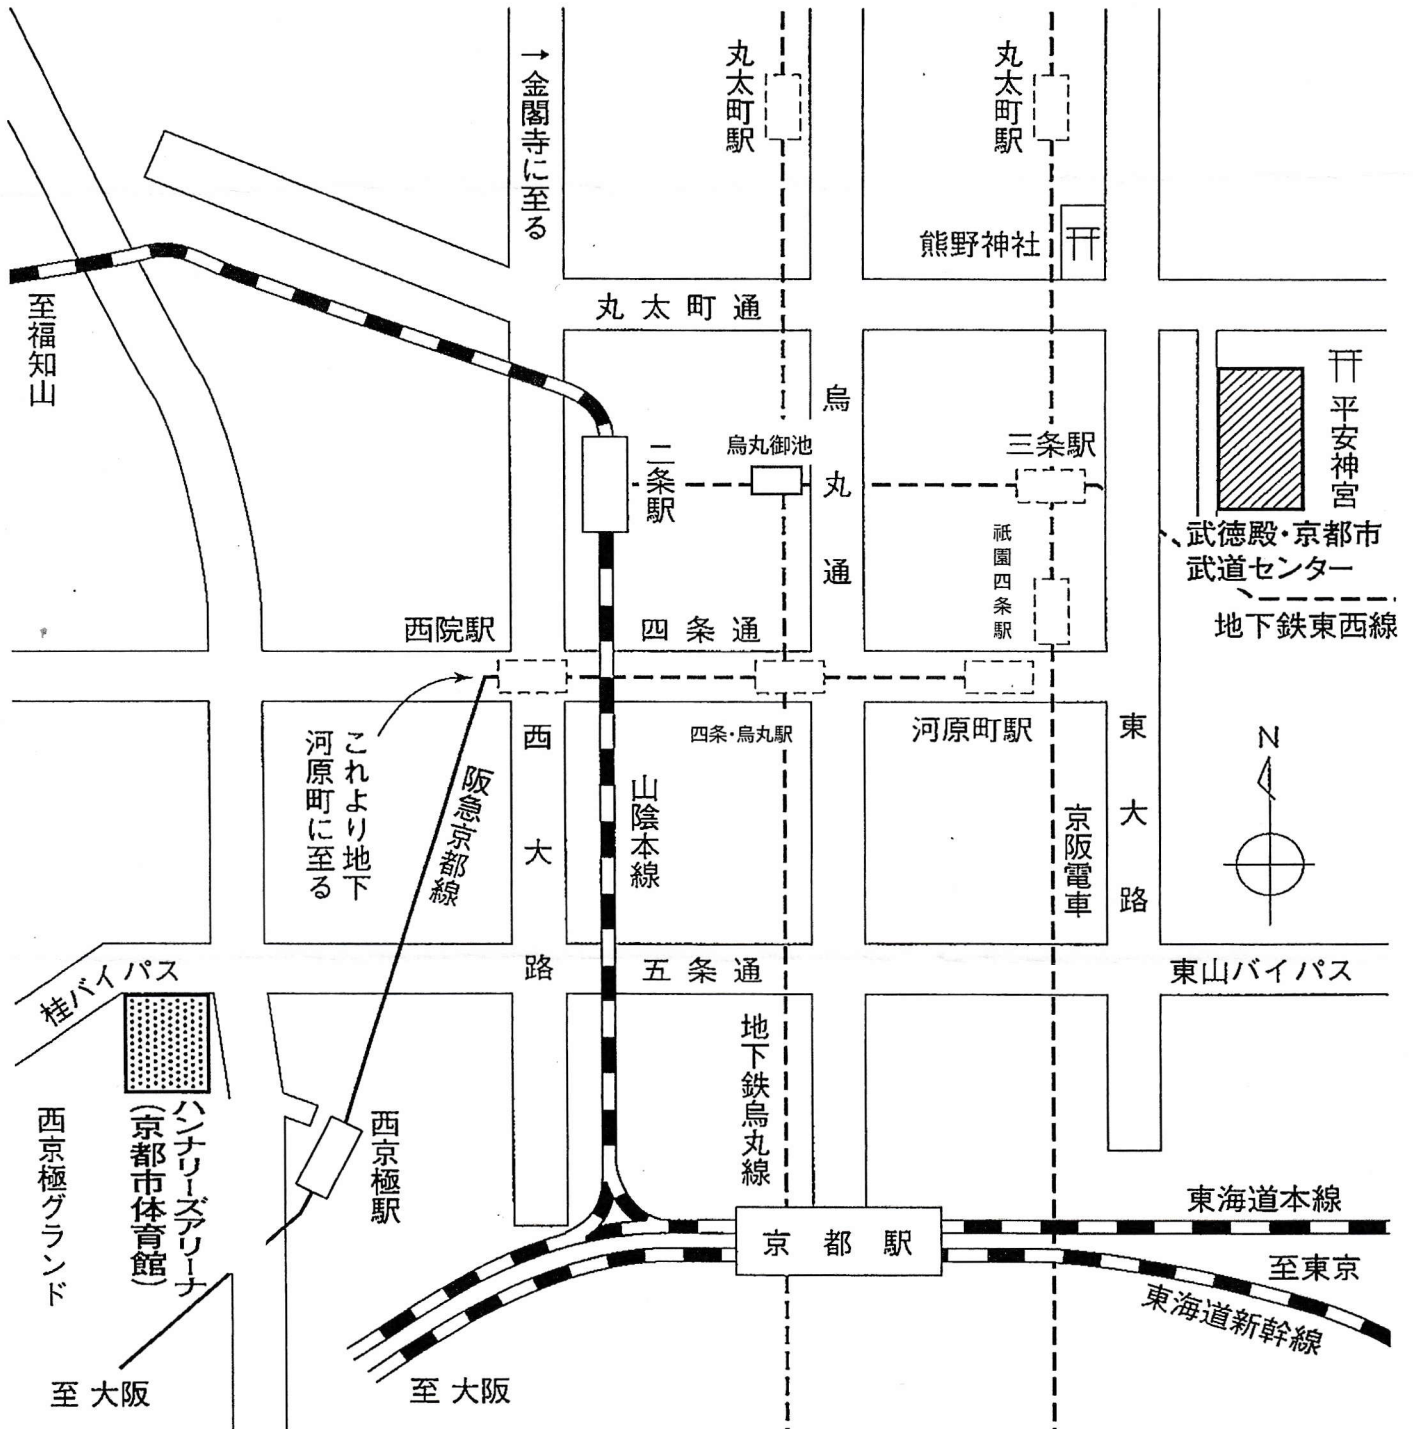 →金閣寺に至る
丸太町駅
丸太町駅
熊野神社
至福知山
丸太町通
烏丸通
平安神宮
二条駅
烏丸御池
三条駅
武徳殿・京都市
武道センター
祇園四条駅
地下鉄東西線
西院駅
四条通
四条・烏丸駅
河原町駅
これより地下
河原町に至る
阪急京都線
西大路
山陰本線
京阪電車
東大路
N
桂バイパス
五条通
東山バイパス
地下鉄烏丸線
西京極グランド
ハンナリーズアリーナ
(京都市体育館)
西京極駅
京都駅
東海道本線
至東京
東海道新幹線
至 大阪
至 大阪